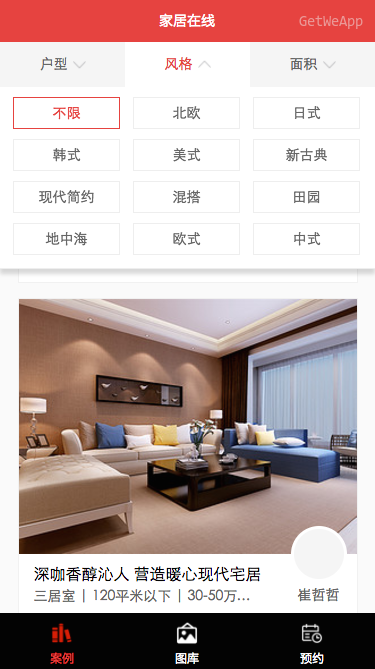 家居在线
GetWeApp
户型 风格 面积
不限 北欧 日式
韩式 美式 新古典
现代简约 混搭 田园
地中海 欧式 中式
深咖香醇沁人 营造暖心现代宅居
三居室 | 120平米以下 | 30-50万...
崔哲哲
案例 图库 预约